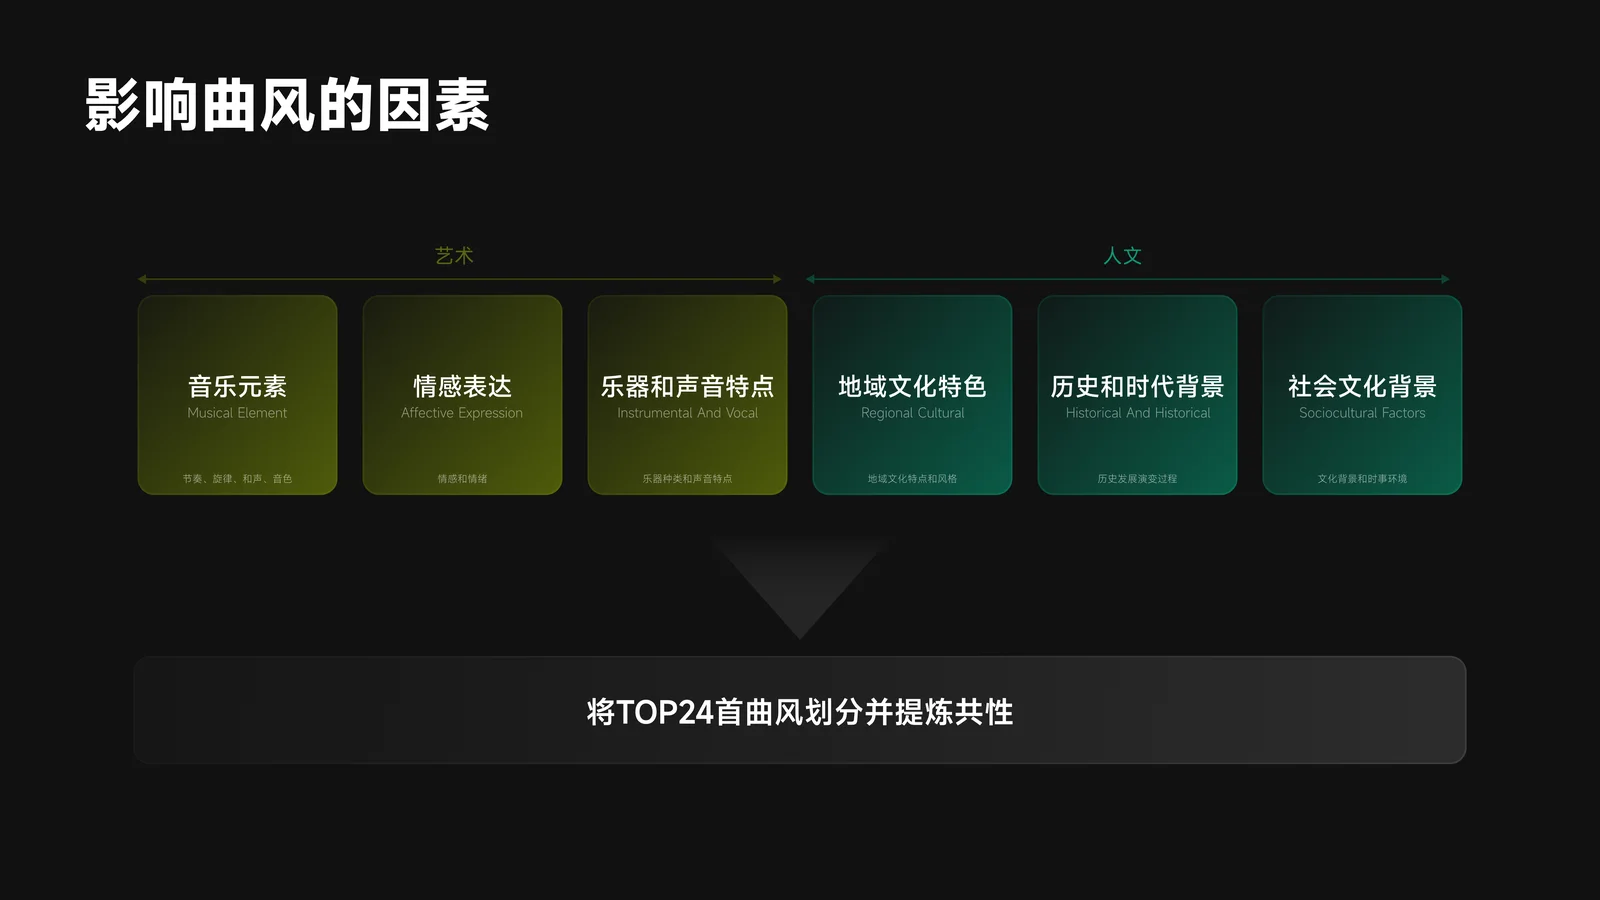 影响曲风的因素
艺术
人文
音乐元素
Musical Element
节奏、旋律、和声、音色
情感表达
Affective Expression
情感和情绪
乐器和声音特点
Instrumental And Vocal
乐器种类和声音特点
地域文化特色
Regional Cultural
地域文化特点和风格
历史和时代背景
Historical And Historical
历史发展演变过程
社会文化背景
Sociocultural Factors
文化背景和时事环境
将TOP24首曲风划分并提炼共性